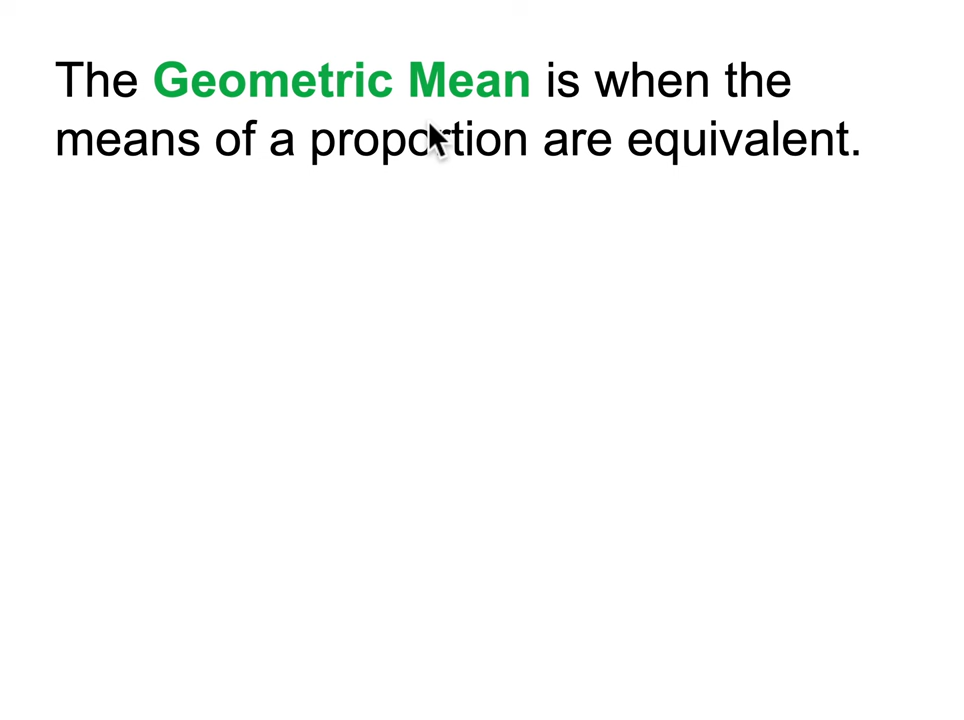 The Geometric Mean is when the
means of a proportion are equivalent.